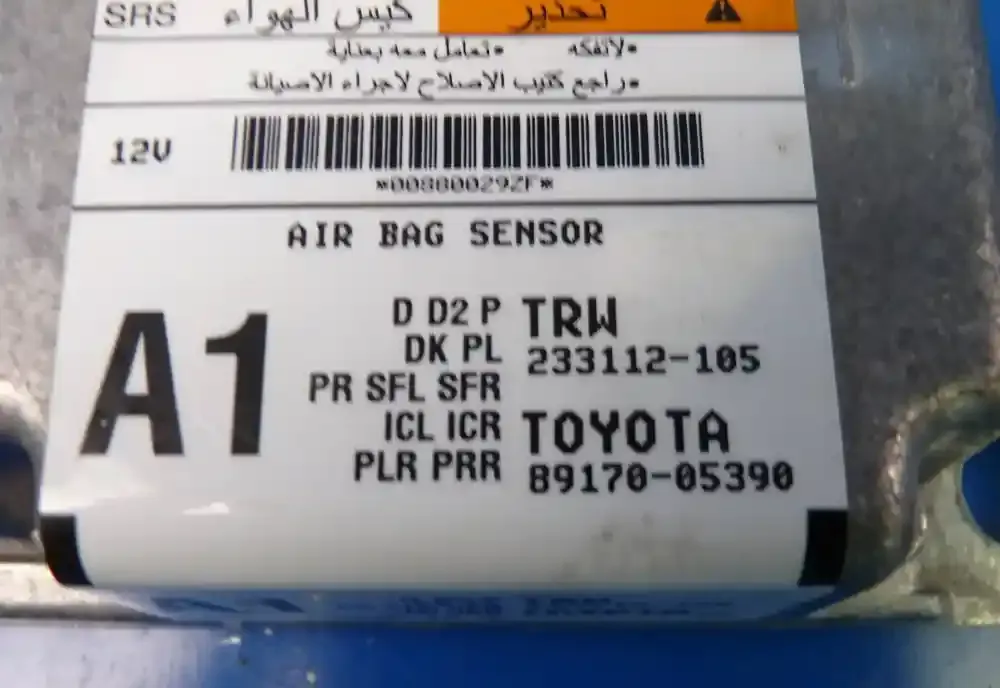 SRS كيس الهواء تحذير
•لاتفكه •تعامل معه بعناية
•راجع كتيب الاصلاح لاجراء الاصيانة
12V
*00880029ZF*
AIR BAG SENSOR
A1
D D2 P
DK PL
PR SFL SFR
ICL ICR
PLR PRR
TRW
233112-105
TOYOTA
89170-05390